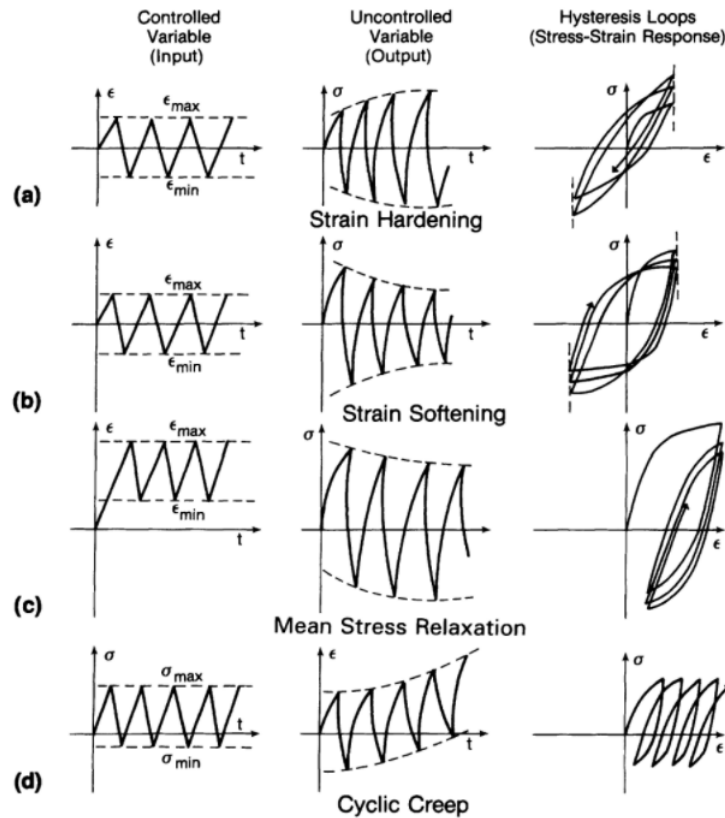 Controlled
Variable
(Input)
Uncontrolled
Variable
(Output)
Hysteresis Loops
(Stress-Strain Response)
(a)
ϵ
ϵmax
ϵmin
t
σ
t
σ
ϵ
Strain Hardening
(b)
ϵ
ϵmax
ϵmin
t
σ
t
σ
ϵ
Strain Softening
(c)
ϵ
ϵmax
ϵmin
t
σ
t
σ
ϵ
Mean Stress Relaxation
(d)
σ
σmax
σmin
t
ϵ
t
σ
ϵ
Cyclic Creep